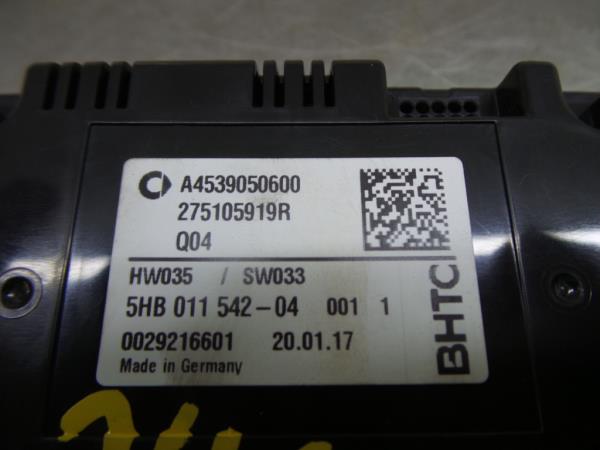 A4539050600
275105919R
Q04
HW035 / SW033
5HB 011 542-04 001 1
0029216601 20.01.17
Made in Germany
BHTC